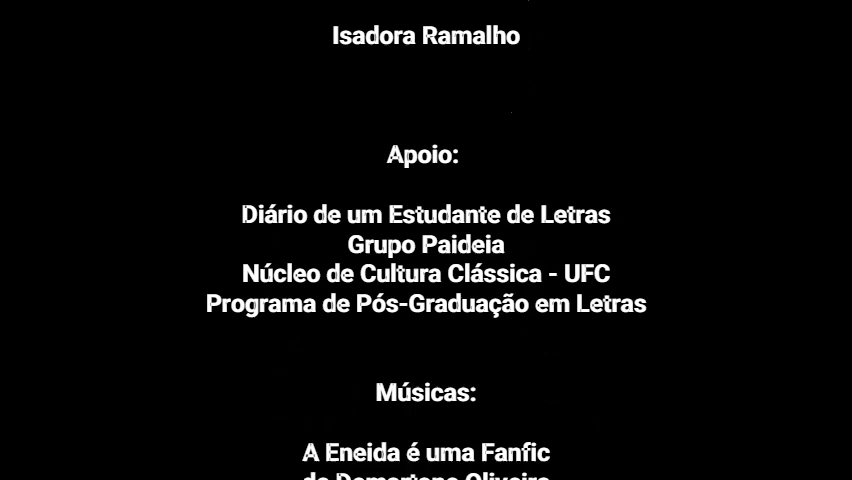 Isadora Ramalho
Apoio:
Diário de um Estudante de Letras
Grupo Paideia
Núcleo de Cultura Clássica - UFC
Programa de Pós-Graduação em Letras
Músicas:
A Eneida é uma Fanfic